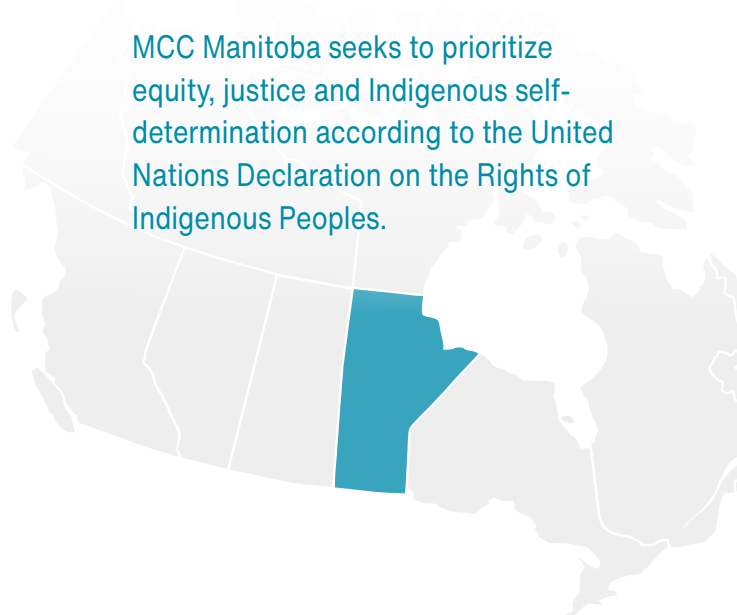 MCC Manitoba seeks to prioritize
equity, justice and Indigenous self-
determination according to the United
Nations Declaration on the Rights of
Indigenous Peoples.